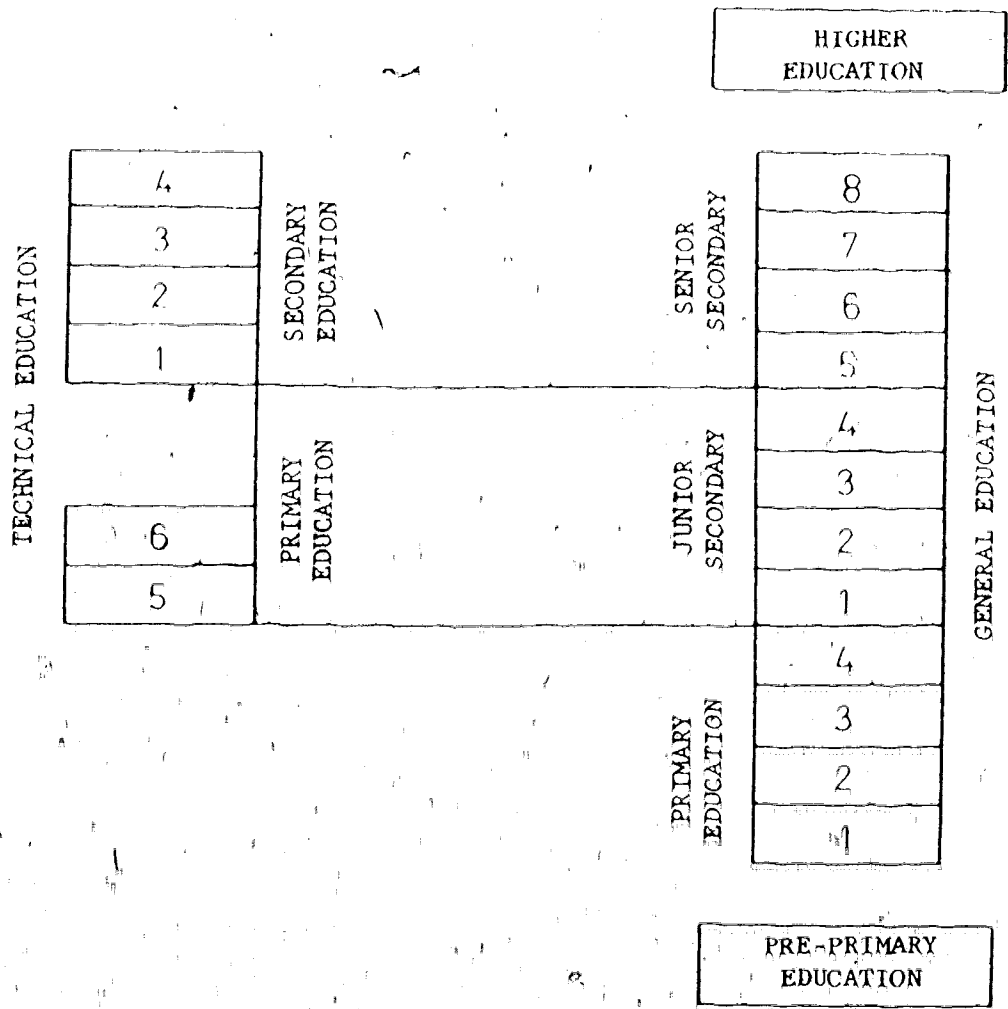 HIGHER
EDUCATION
TECHNICAL EDUCATION
4
3
2
1
SECONDARY
EDUCATION
6
5
PRIMARY
EDUCATION
SENIOR
SECONDARY
8
7
6
5
JUNIOR
SECONDARY
4
3
2
1
PRIMARY
EDUCATION
4
3
2
1
GENERAL EDUCATION
PRE-PRIMARY
EDUCATION